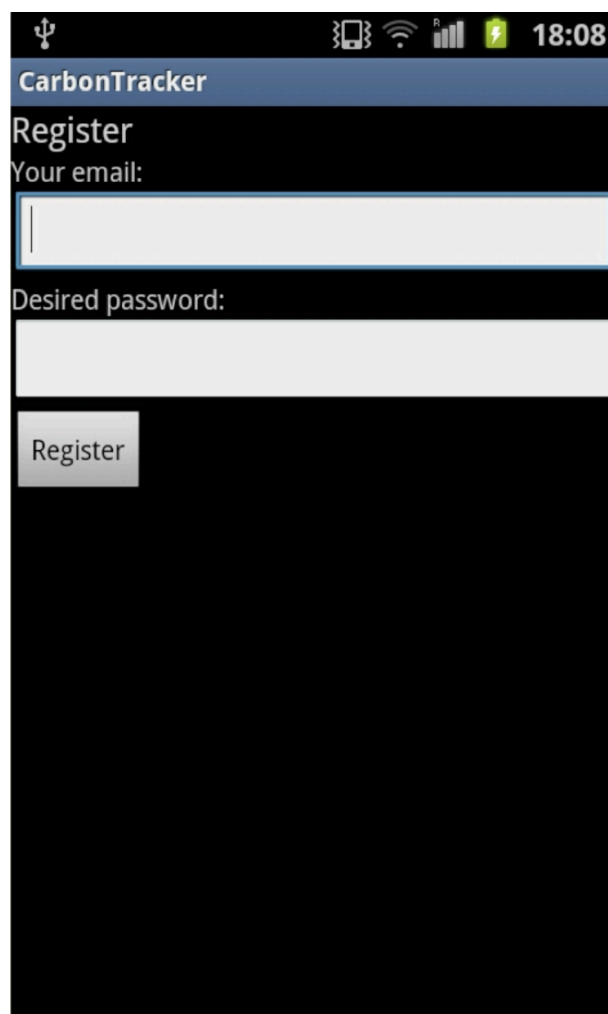 R
18:08
CarbonTracker
Register
Your email:
Desired password:
Register